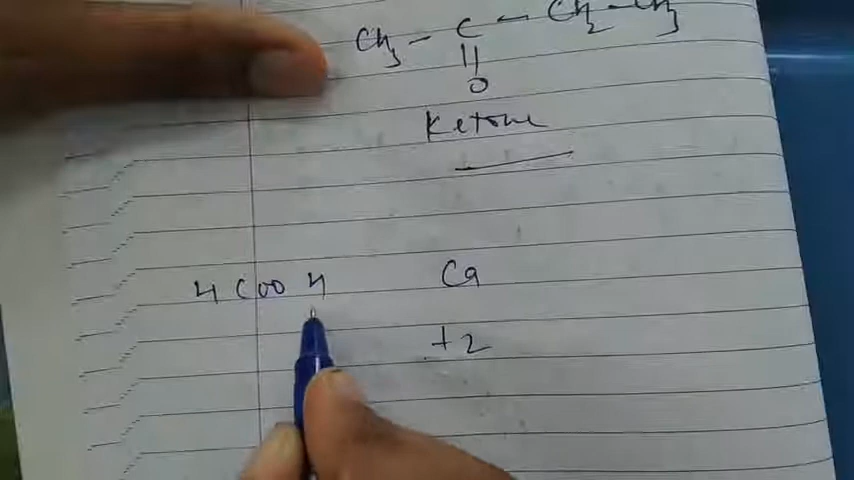 CH₃ – C – CH₂ – CH₃
||
O
Ketone
HCOOH Ca
+2